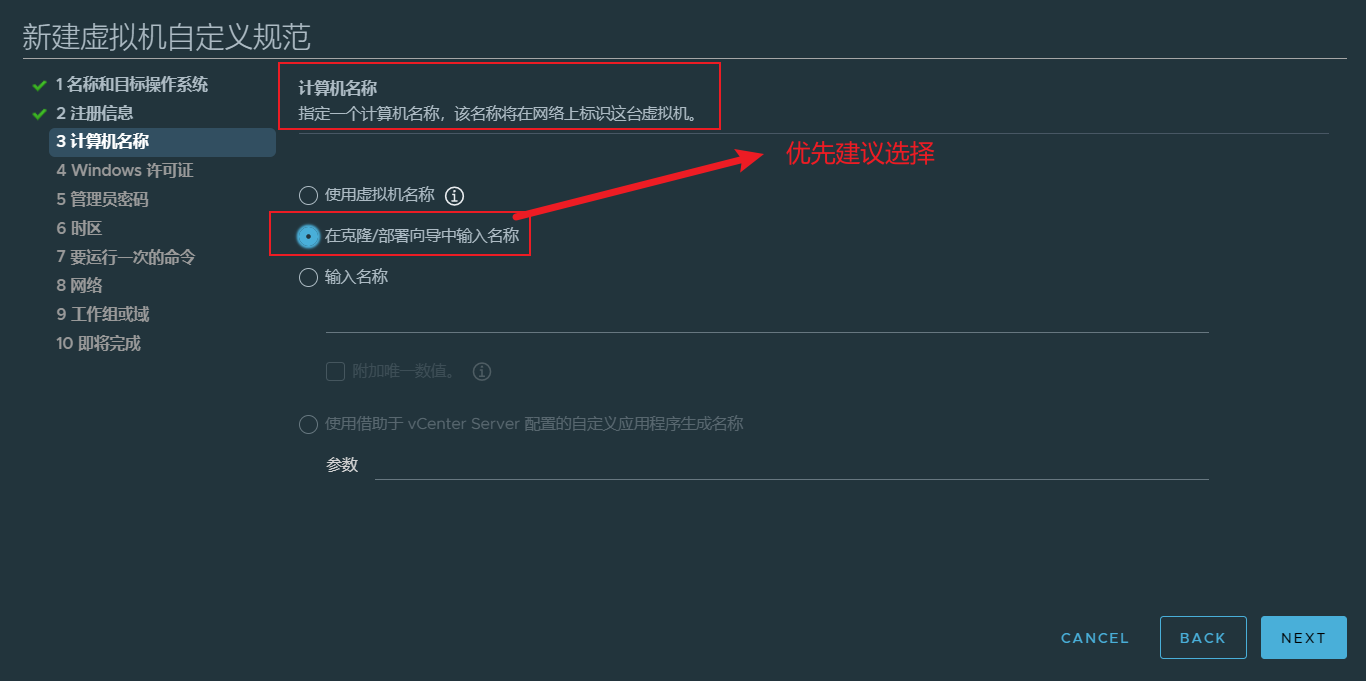 新建虚拟机自定义规范
1 名称和目标操作系统
2 注册信息
3 计算机名称
4 Windows 许可证
5 管理员密码
6 时区
7 要运行一次的命令
8 网络
9 工作组或域
10 即将完成
计算机名称
指定一个计算机名称，该名称将在网络上标识这台虚拟机。
优先建议选择
使用虚拟机名称
在克隆/部署向导中输入名称
输入名称
附加唯一数值。
使用借助于 vCenter Server 配置的自定义应用程序生成名称
参数
CANCEL
BACK
NEXT